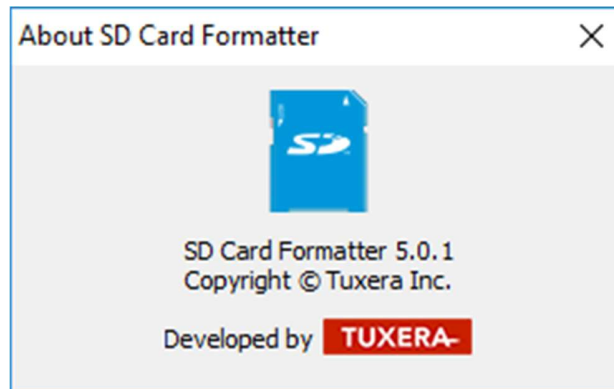 About SD Card Formatter
SD
SD Card Formatter 5.0.1
Copyright © Tuxera Inc.
Developed by TUXERA